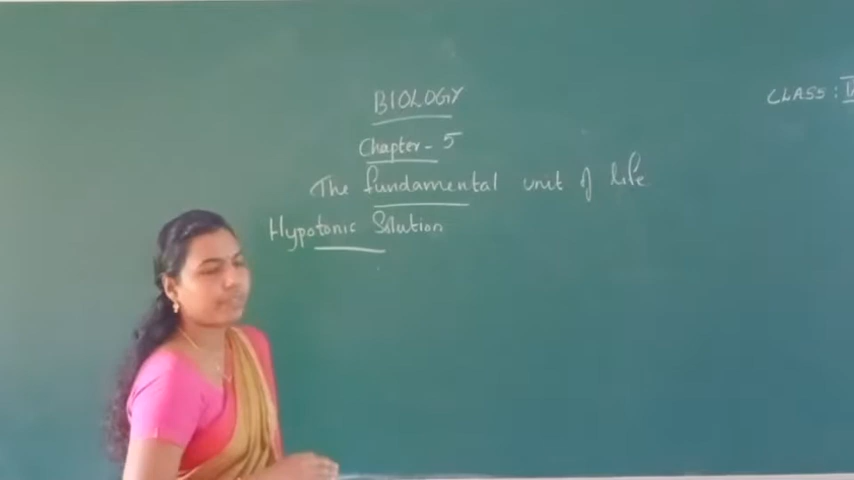 BIOLOGY
CLASS :
Chapter - 5
The fundamental unit of life
Hypotonic Solution